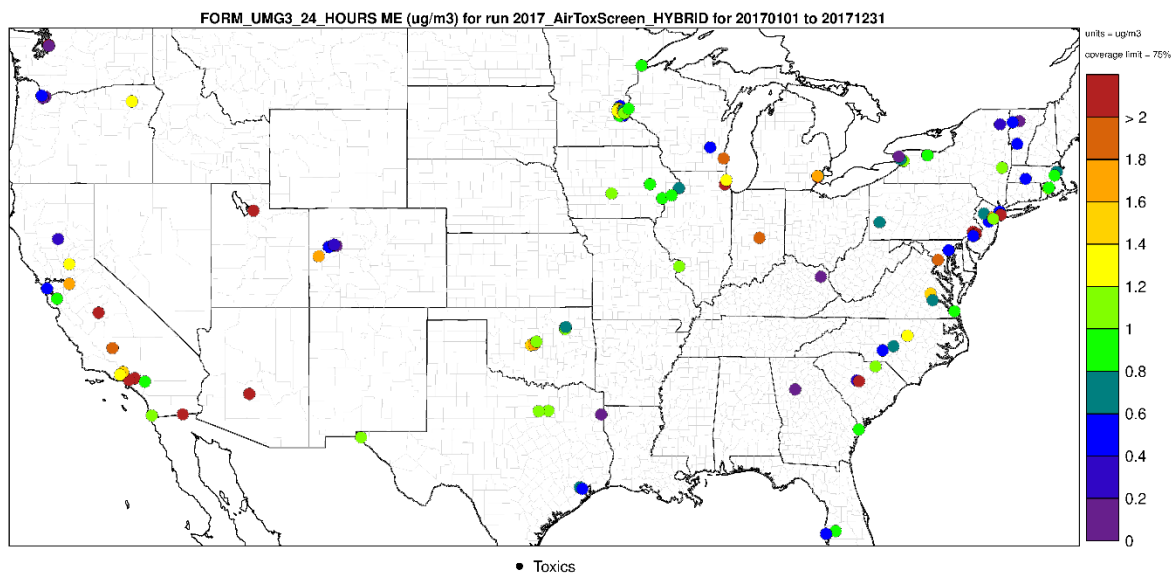 FORM_UMG3_24_HOURS ME (ug/m3) for run 2017_AirToxScreen_HYBRID for 20170101 to 20171231
units = ug/m3
coverage limit = 75%
> 2
1.8
1.6
1.4
1.2
1
0.8
0.6
0.4
0.2
0
Toxics